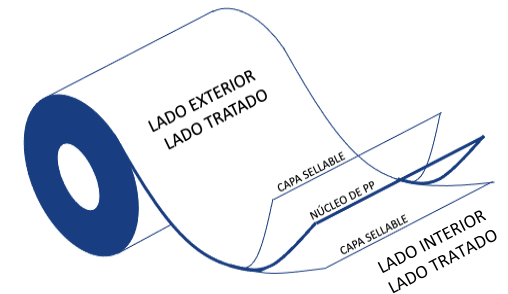 LADO EXTERIOR
LADO TRATADO
CAPA SELLABLE
NÚCLEO DE PP
CAPA SELLABLE
LADO INTERIOR
LADO TRATADO